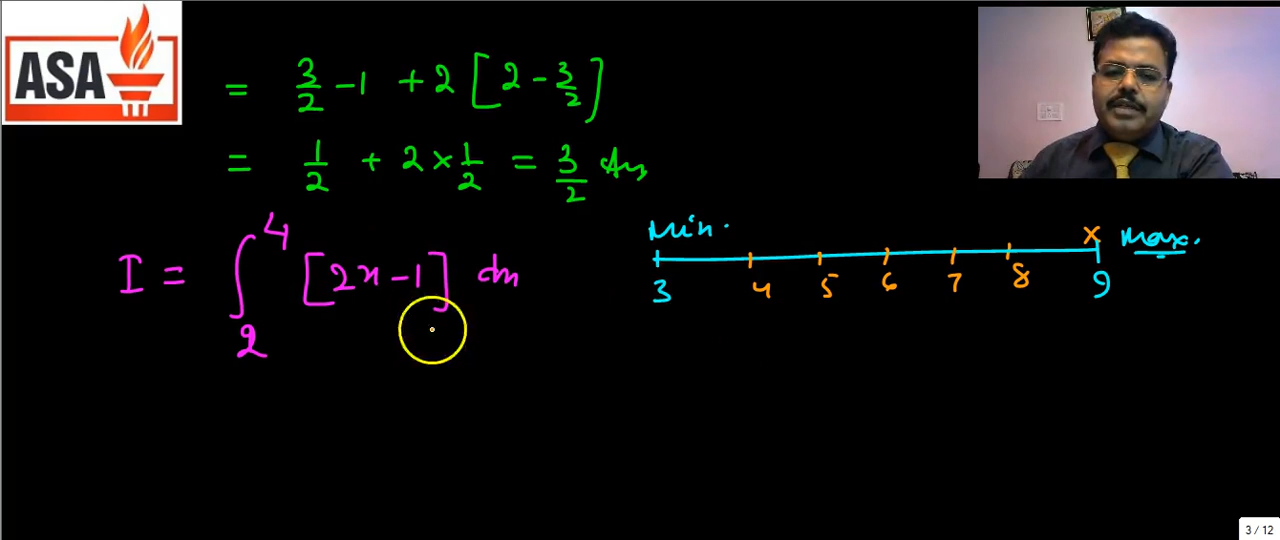 ASA
= 3/2 - 1 + 2 [2 - 3/2]
= 1/2 + 2 × 1/2 = 3/2 Ans
I = ∫₂⁴ [2x - 1] dx
Min. x Max.
3 4 5 6 7 8 9
3 / 12